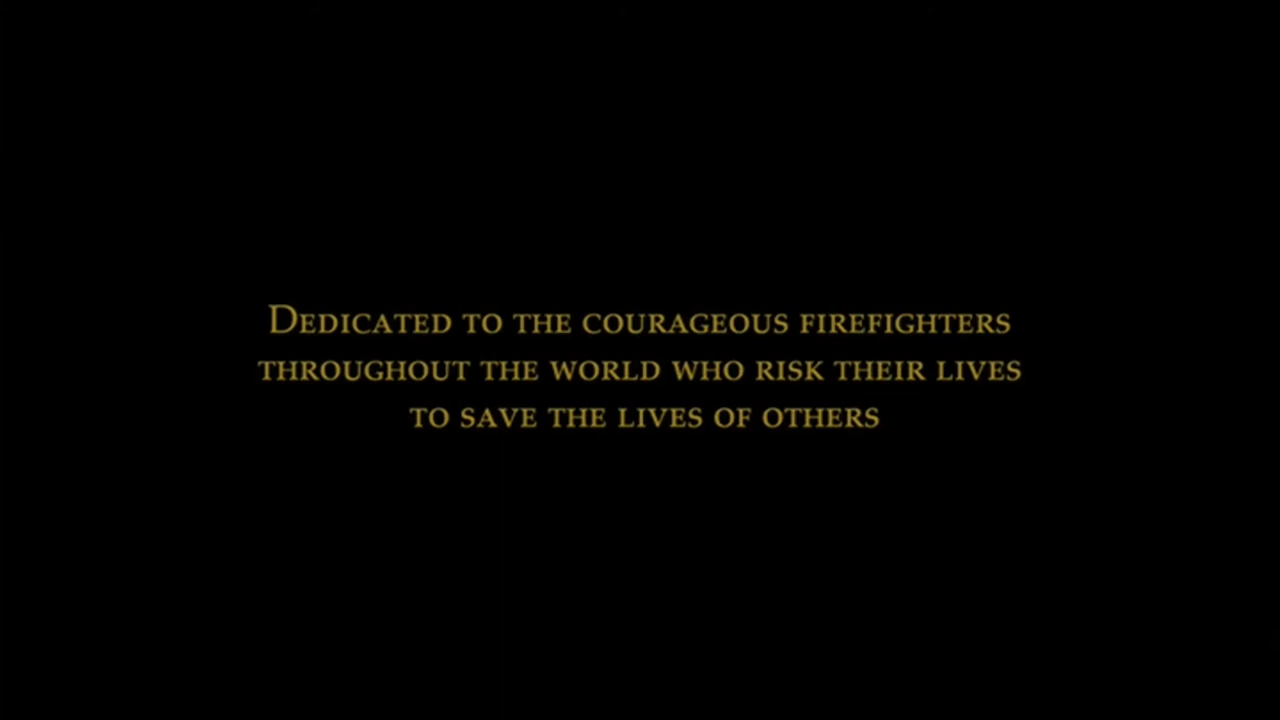 Dedicated to the courageous firefighters
throughout the world who risk their lives
to save the lives of others